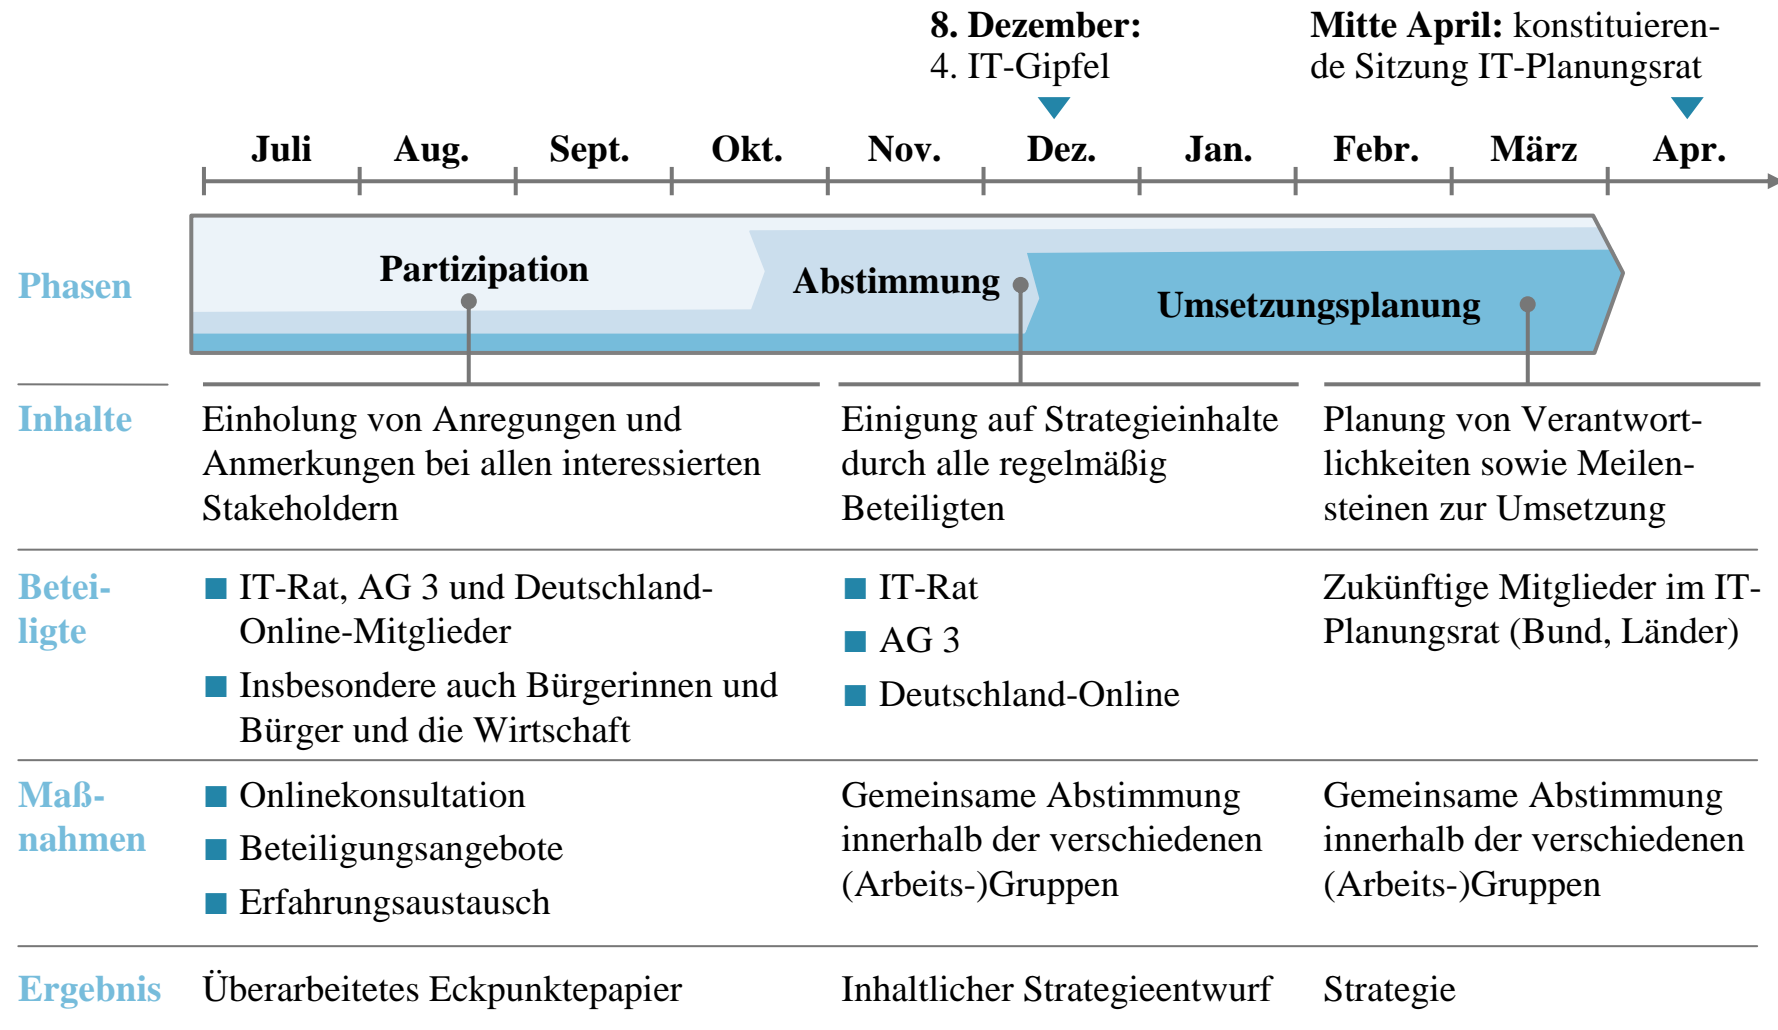 8. Dezember:
4. IT-Gipfel
Mitte April: konstituieren-
de Sitzung IT-Planungsrat
Juli Aug. Sept. Okt. Nov. Dez. Jan. Febr. März Apr.
Phasen
Partizipation
Abstimmung
Umsetzungsplanung
Inhalte
Einholung von Anregungen und
Anmerkungen bei allen interessierten
Stakeholdern
Einigung auf Strategieinhalte
durch alle regelmäßig
Beteiligten
Planung von Verantwort-
lichkeiten sowie Meilen-
steinen zur Umsetzung
Betei-
ligte
■ IT-Rat, AG 3 und Deutschland-
Online-Mitglieder
■ Insbesondere auch Bürgerinnen und
Bürger und die Wirtschaft
■ IT-Rat
■ AG 3
■ Deutschland-Online
Zukünftige Mitglieder im IT-
Planungsrat (Bund, Länder)
Maß-
nahmen
■ Onlinekonsultation
■ Beteiligungsangebote
■ Erfahrungsaustausch
Gemeinsame Abstimmung
innerhalb der verschiedenen
(Arbeits-)Gruppen
Gemeinsame Abstimmung
innerhalb der verschiedenen
(Arbeits-)Gruppen
Ergebnis
Überarbeitetes Eckpunktepapier
Inhaltlicher Strategieentwurf
Strategie